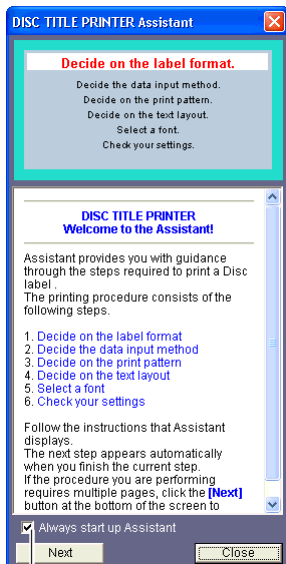 DISC TITLE PRINTER Assistant
Decide on the label format.
Decide the data input method.
Decide on the print pattern.
Decide on the text layout.
Select a font.
Check your settings.
DISC TITLE PRINTER
Welcome to the Assistant!
Assistant provides you with guidance
through the steps required to print a Disc
label .
The printing procedure consists of the
following steps.
1. Decide on the label format
2. Decide the data input method
3. Decide on the print pattern
4. Decide on the text layout
5. Select a font
6. Check your settings
Follow the instructions that Assistant
displays.
The next step appears automatically
when you finish the current step.
If the procedure you are performing
requires multiple pages, click the [Next]
button at the bottom of the screen to
Always start up Assistant
Next
Close